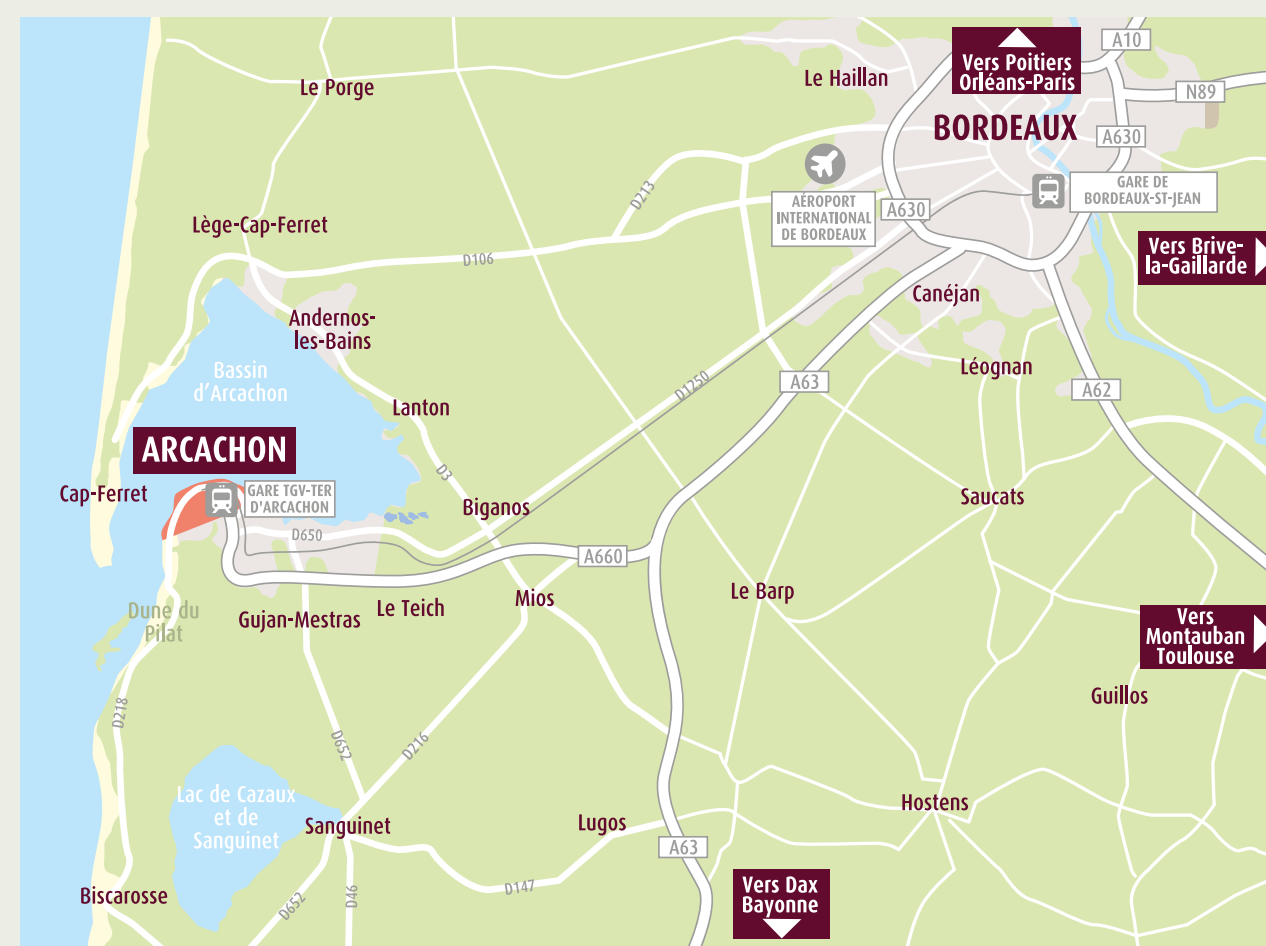 A10
Vers Poitiers
Orléans-Paris
Le Haillan
Le Porge
N89
BORDEAUX
A630
GARE DE
BORDEAUX-ST-JEAN
AÉROPORT
INTERNATIONAL
DE BORDEAUX
A630
D213
Lège-Cap-Ferret
Vers Brive-
la-Gaillarde
D106
Canéjan
Andernos-
les-Bains
Bassin
d'Arcachon
Léognan
A63
D1250
A62
Lanton
ARCACHON
D3
Cap-Ferret
GARE TGV-TER
D'ARCACHON
Biganos
Saucats
D650
A660
Le Barp
Mios
Le Teich
Gujan-Mestras
Dune du
Pilat
Vers
Montauban
Toulouse
Guillos
D218
D652
D216
Lac de Cazaux
et de
Sanguinet
Hostens
Sanguinet
Lugos
A63
Biscarosse
D652
D46
D147
Vers Dax
Bayonne